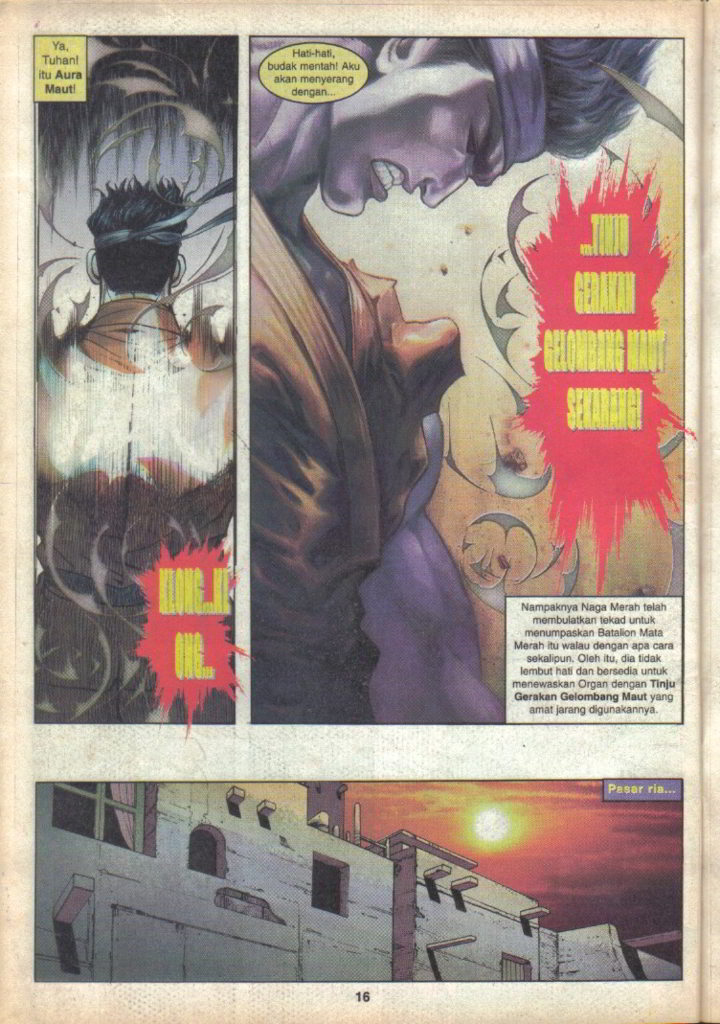 Ya,
Tuhan!
itu Aura
Maut!
Hati-hati,
budak mentah! Aku
akan menyerang
dengan...
...TINJU
GERAKAN
GELOMBANG MAUT
SEKARANG!
ONG...
Nampaknya Naga Merah telah
membulatkan tekad untuk
menumpaskan Batalion Mata
Merah itu walau dengan apa cara
sekalipun. Oleh itu, dia tidak
lembut hati dan bersedia untuk
menewaskan Organ dengan Tinju
Gerakan Gelombang Maut yang
amat jarang digunakannya.
Pasar ria...
16